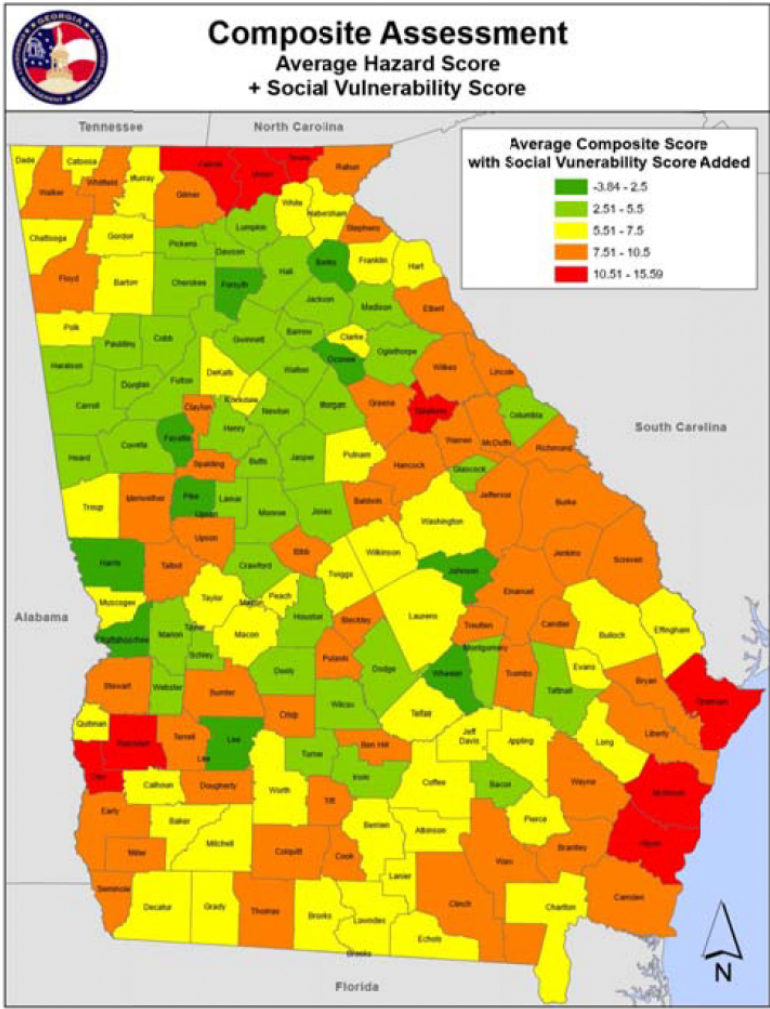 Composite Assessment
Average Hazard Score
+ Social Vulnerability Score
GEORGIA
Tennessee
North Carolina
Average Composite Score
with Social Vunerability Score Added
-3.84 - 2.5
2.51 - 5.5
5.51 - 7.5
7.51 - 10.5
10.51 - 15.59
Dade
Catoosa
Walker
Whitfield
Murray
Gilmer
Fannin
Union
Towns
Rabun
White
Habersham
Stephens
Lumpkin
Chattooga
Gordon
Pickens
Dawson
Banks
Franklin
Hart
Floyd
Bartow
Cherokee
Forsyth
Hall
Jackson
Madison
Elbert
Polk
Paulding
Cobb
Gwinnett
Barrow
Clarke
Oconee
Oglethorpe
Haralson
Douglas
Fulton
DeKalb
Walton
Wilkes
Lincoln
Carroll
Clayton
Rockdale
Newton
Morgan
Greene
Columbia
Heard
Coweta
Fayette
Henry
Spalding
Butts
Jasper
Putnam
Hancock
Warren
McDuffi
Richmond
South Carolina
Glascock
Troup
Meriwether
Pike
Lamar
Upson
Monroe
Jones
Baldwin
Washington
Jefferson
Burke
Harris
Talbot
Upson
Crawford
Bibb
Twiggs
Wilkinson
Johnson
Jenkins
Screven
Emanuel
Alabama
Muscogee
Taylor
Peach
Macon
Houston
Bleckley
Laurens
Treutlen
Candler
Bulloch
Effingham
Chattahoochee
Marion
Schley
Pulaski
Dodge
Wheeler
Montgomery
Toombs
Tattnall
Evans
Bryan
Stewart
Webster
Sumter
Dooly
Crisp
Wilcox
Telfair
Quitman
Randolph
Terrell
Lee
Lee
Turner
Ben Hill
Jeff
Davis
Appling
Long
Liberty
Clay
Calhoun
Dougherty
Worth
Irwin
Coffee
Bacon
Wayne
Early
Baker
Mitchell
Tift
Berrien
Atkinson
Pierce
Brantley
Miller
Colquitt
Cook
Lanier
Ware
Seminole
Decatur
Grady
Thomas
Brooks
Lowndes
Echols
Clinch
Charlton
Camden
Brooks
Florida
N